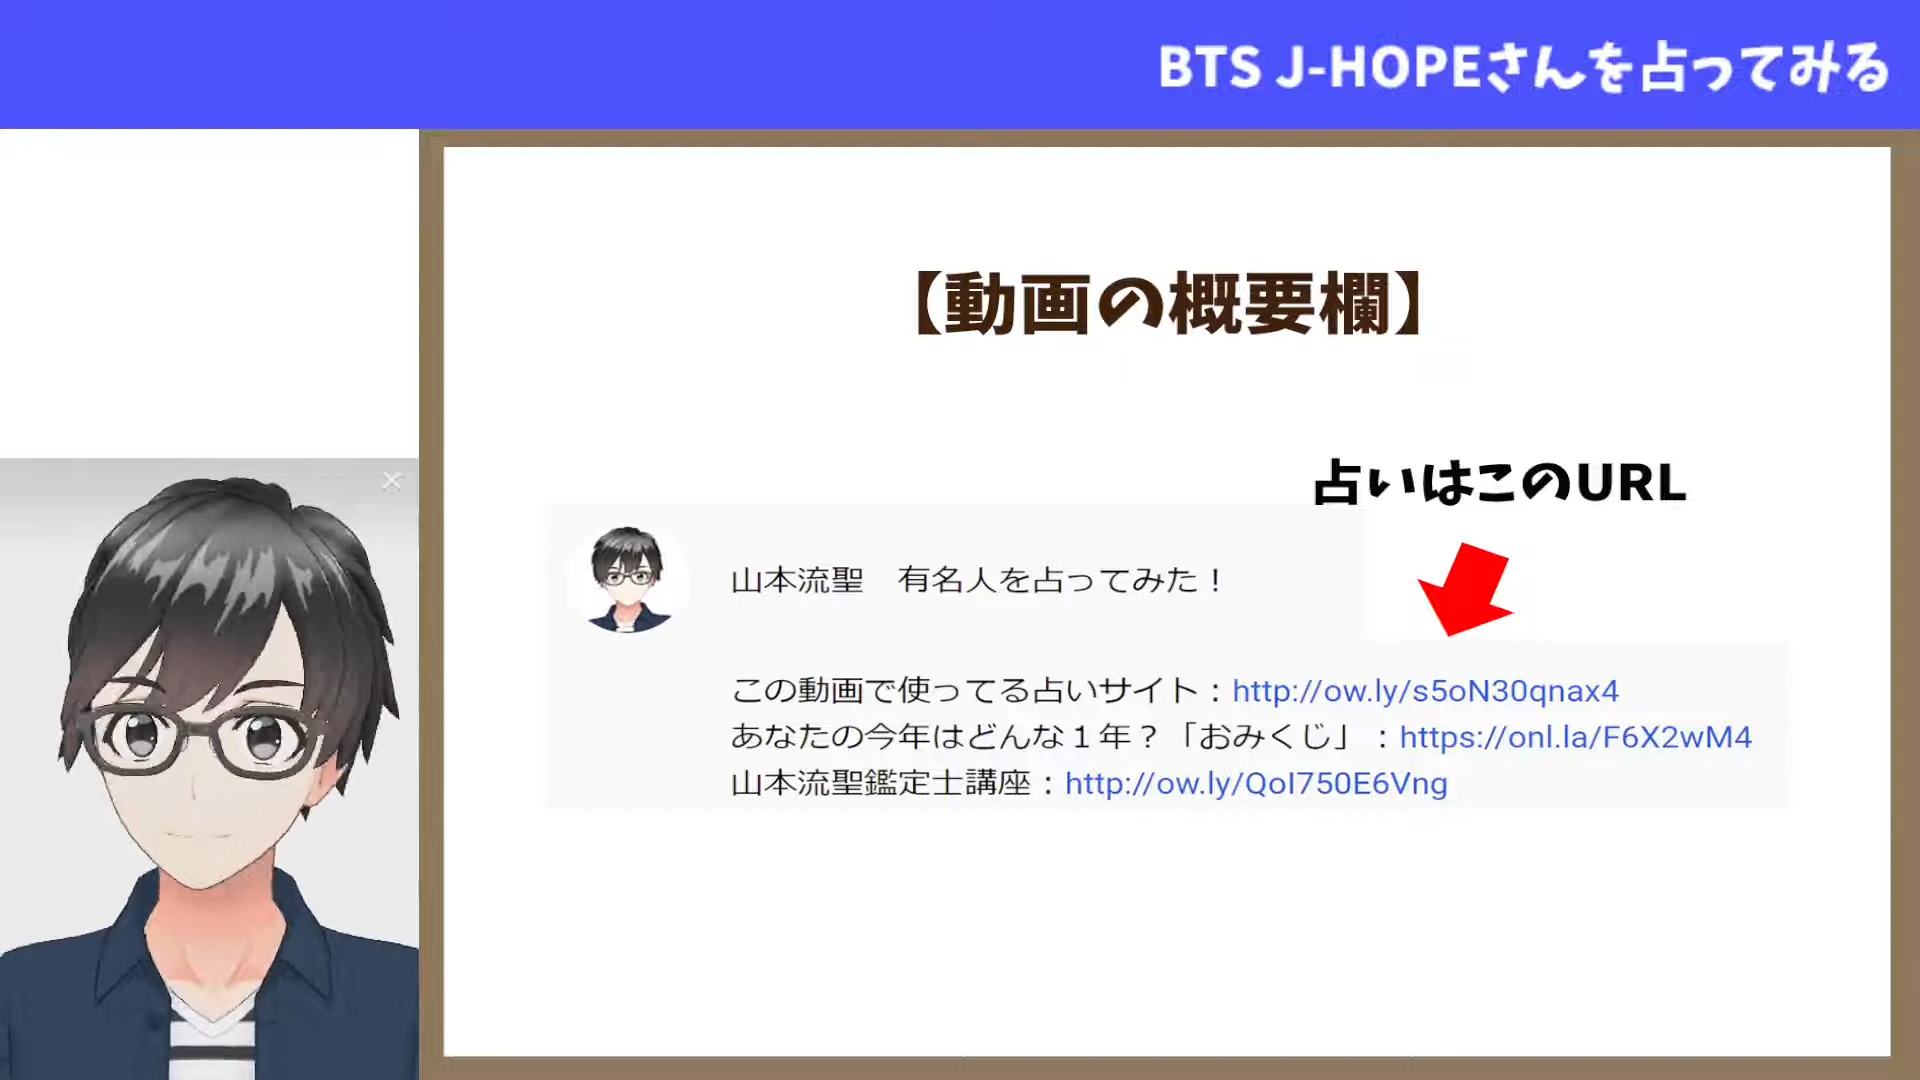 BTS J-HOPEさんを占ってみる
【動画の概要欄】
占いはこのURL
山本流聖　有名人を占ってみた！
この動画で使ってる占いサイト：http://ow.ly/s5oN30qnax4
あなたの今年はどんな１年？「おみくじ」：https://onl.la/F6X2wM4
山本流聖鑑定士講座：http://ow.ly/QoI750E6Vng